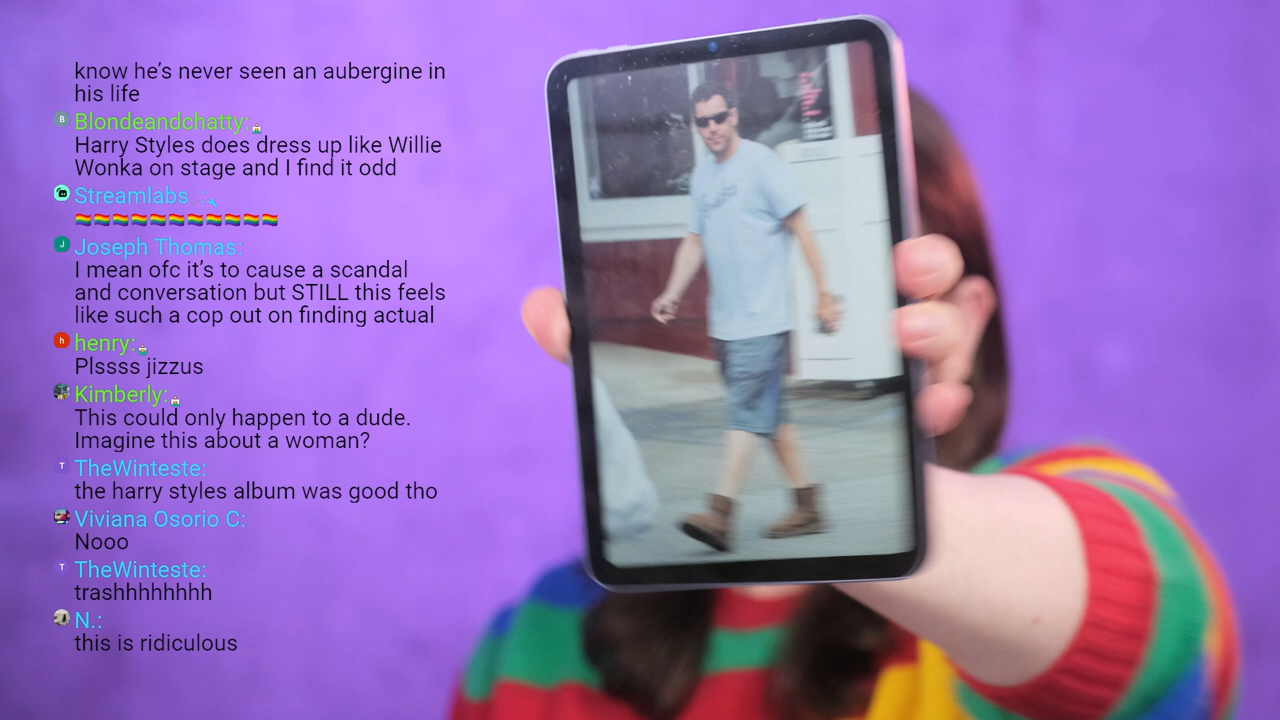 know he’s never seen an aubergine in
his life
B
Blondeandchatty:
Harry Styles does dress up like Willie
Wonka on stage and I find it odd
Streamlabs :
J
Joseph Thomas:
I mean ofc it’s to cause a scandal
and conversation but STILL this feels
like such a cop out on finding actual
h
henry:
Plssss jizzus
Kimberly:
This could only happen to a dude.
Imagine this about a woman?
T
TheWinteste:
the harry styles album was good tho
Viviana Osorio C:
Nooo
T
TheWinteste:
trashhhhhhhh
N.:
this is ridiculous